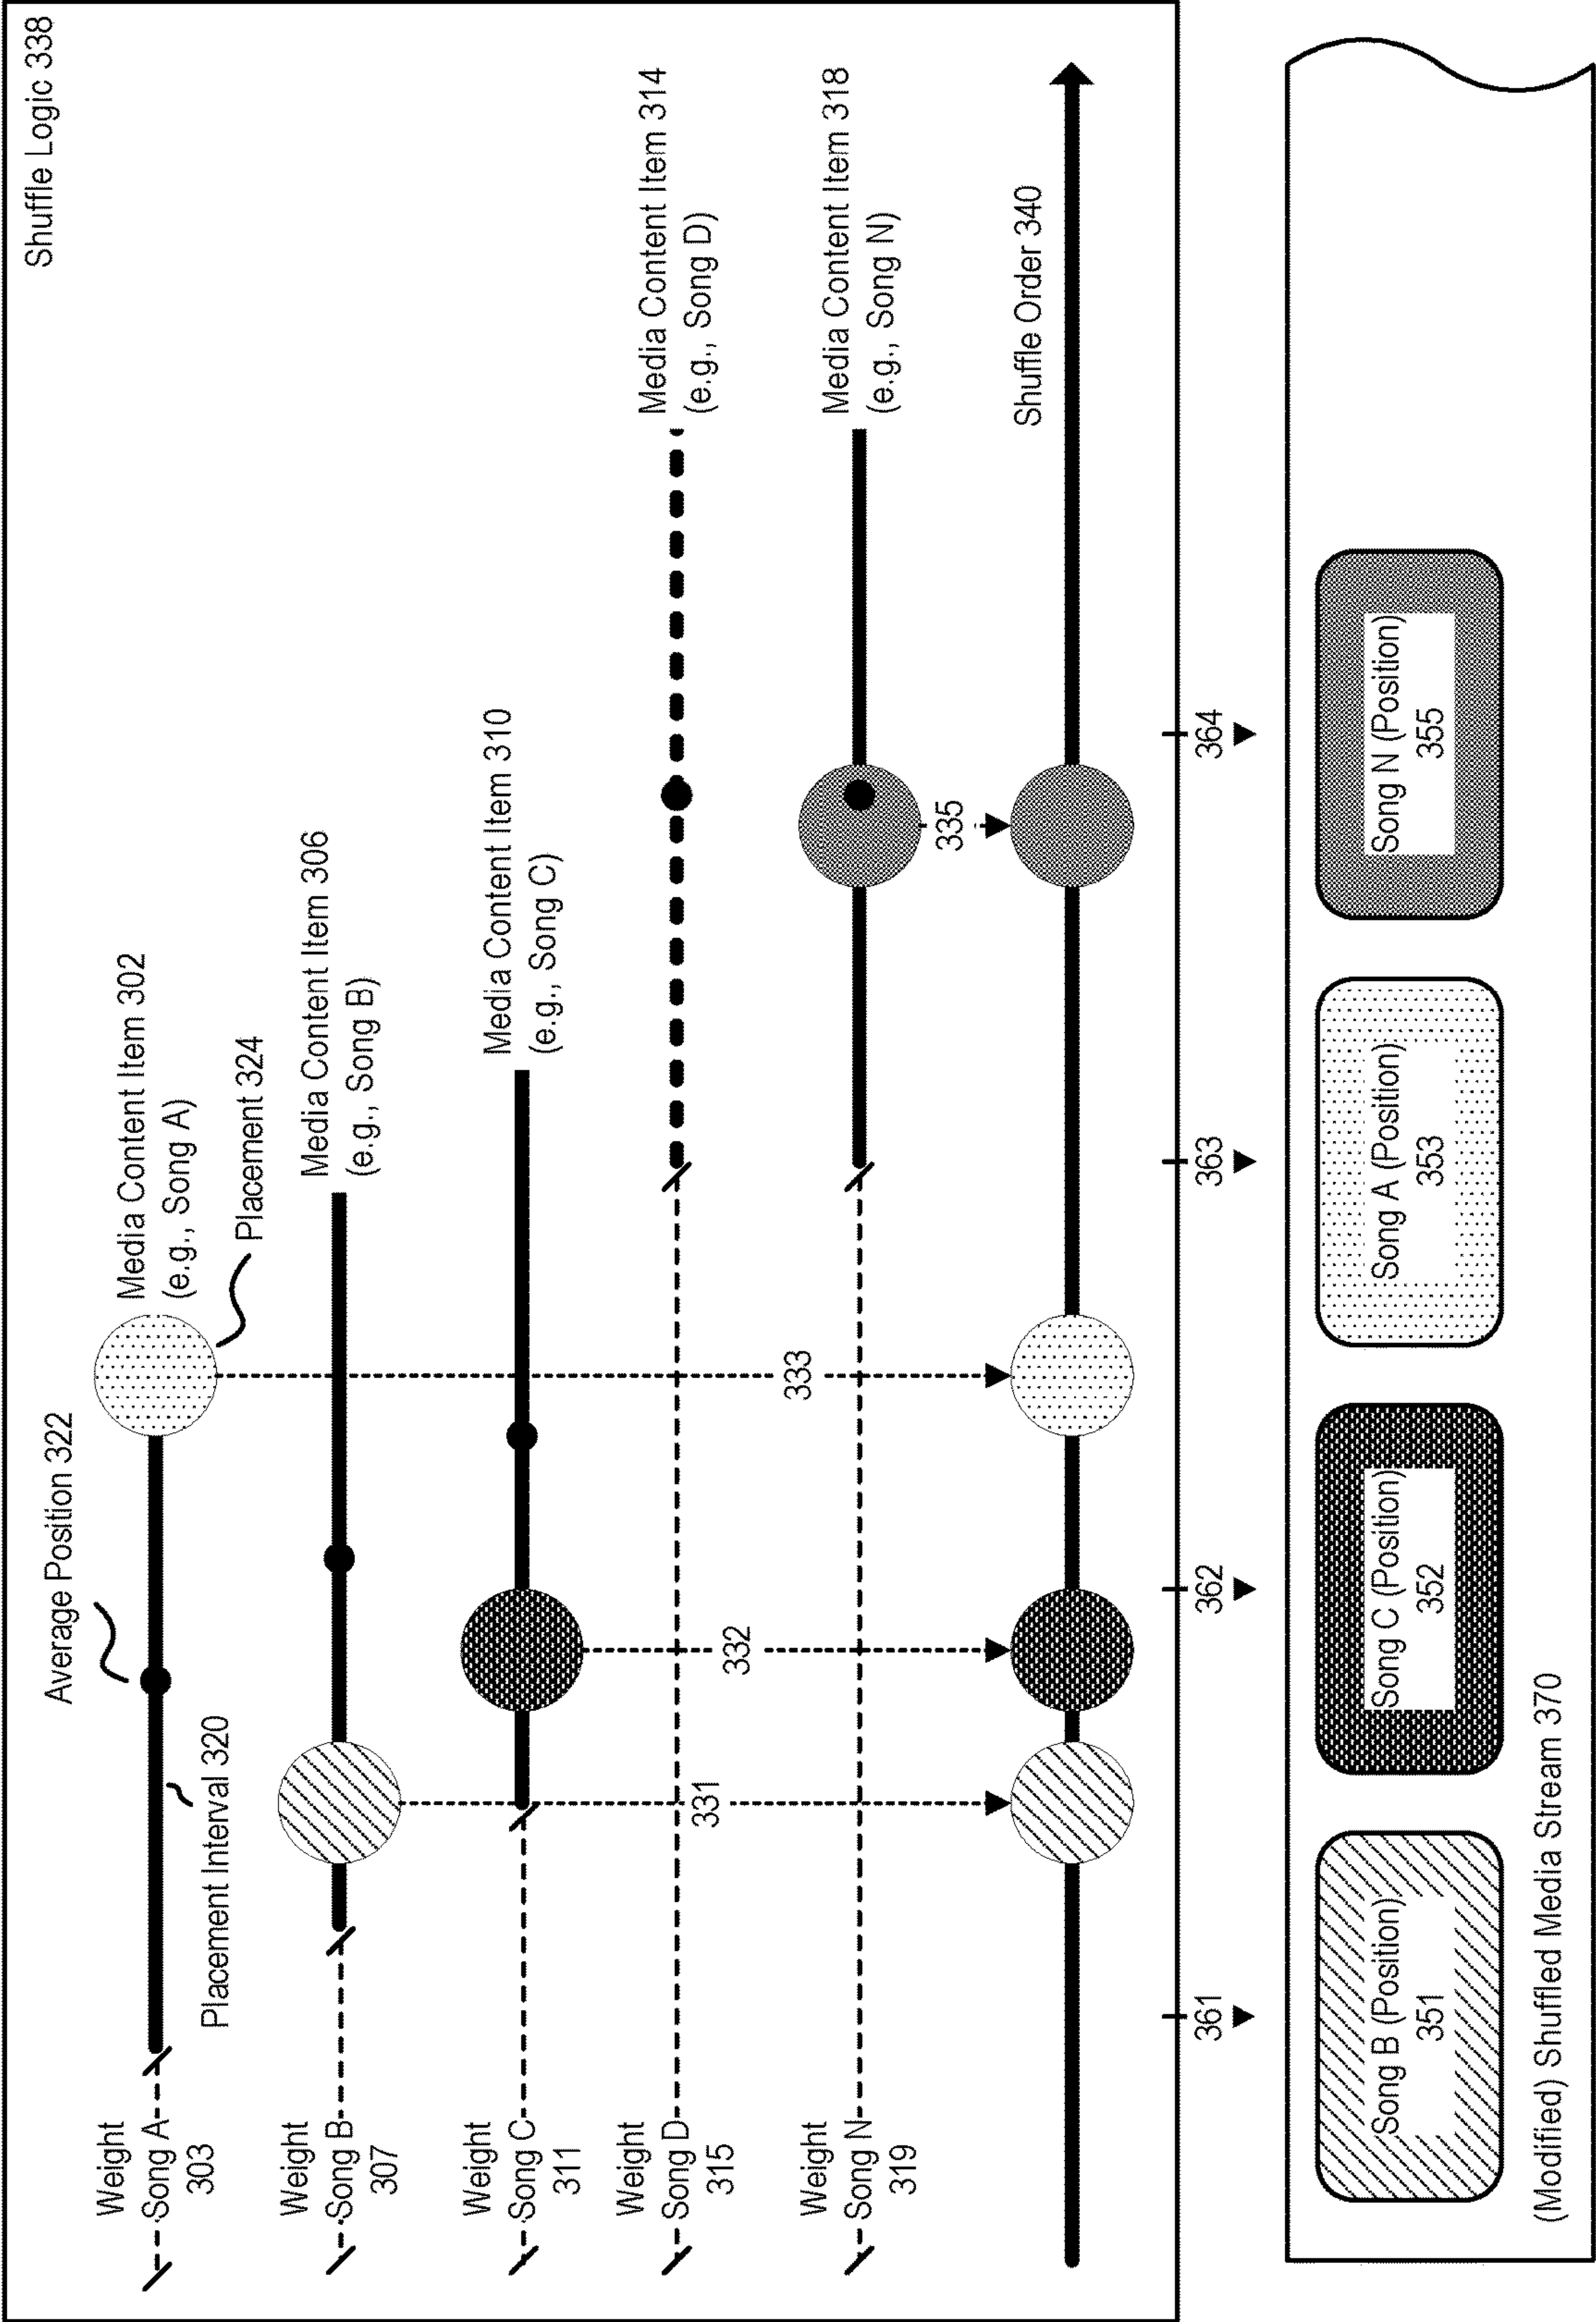 Shuffle Logic 338
Average Position 322
Weight
Song A
303
Media Content Item 302
(e.g., Song A)
Placement Interval 320
Placement 324
Weight
Song B
307
Media Content Item 306
(e.g., Song B)
Weight
Song C
311
Media Content Item 310
(e.g., Song C)
Weight
Song D
315
Media Content Item 314
(e.g., Song D)
331
332
333
Weight
Song N
319
Media Content Item 318
(e.g., Song N)
335
Shuffle Order 340
361
362
363
364
Song B (Position)
351
Song C (Position)
352
Song A (Position)
353
Song N (Position)
355
(Modified) Shuffled Media Stream 370